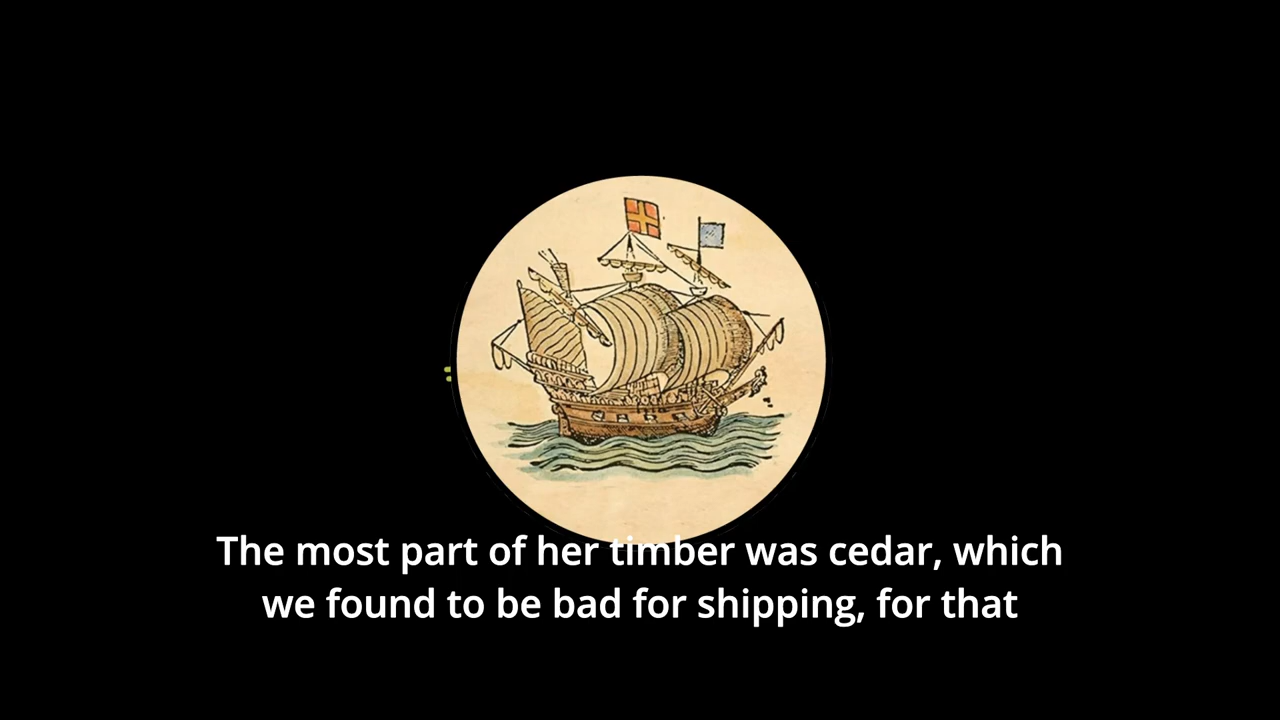 The most part of her timber was cedar, which
we found to be bad for shipping, for that